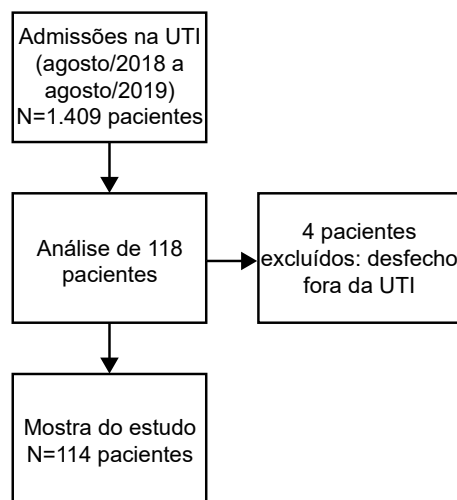 Admissões na UTI
(agosto/2018 a
agosto/2019)
N=1.409 pacientes
Análise de 118
pacientes
4 pacientes
excluídos: desfecho
fora da UTI
Mostra do estudo
N=114 pacientes